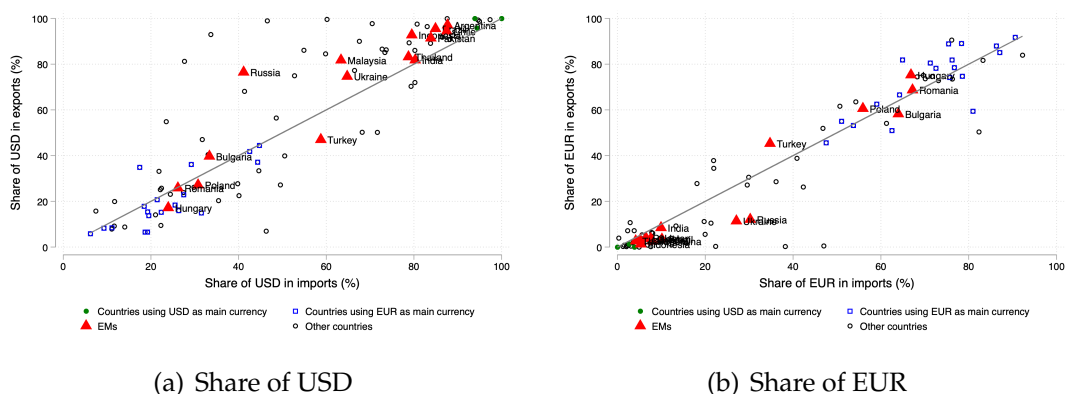 Share of USD in exports (%)
100
80
60
40
20
0
Argentina
Chile
Pakistan
Thailand
India
Malaysia
Russia
Ukraine
Turkey
Bulgaria
Romania
Poland
Hungary
0 20 40 60 80 100
Share of USD in imports (%)
Countries using USD as main currency
Countries using EUR as main currency
EMs
Other countries
(a) Share of USD
Share of EUR in exports (%)
100
80
60
40
20
0
Hungary
Romania
Poland
Bulgaria
Turkey
Russia
Ukraine
India
Indonesia
0 20 40 60 80 100
Share of EUR in imports (%)
Countries using USD as main currency
Countries using EUR as main currency
EMs
Other countries
(b) Share of EUR